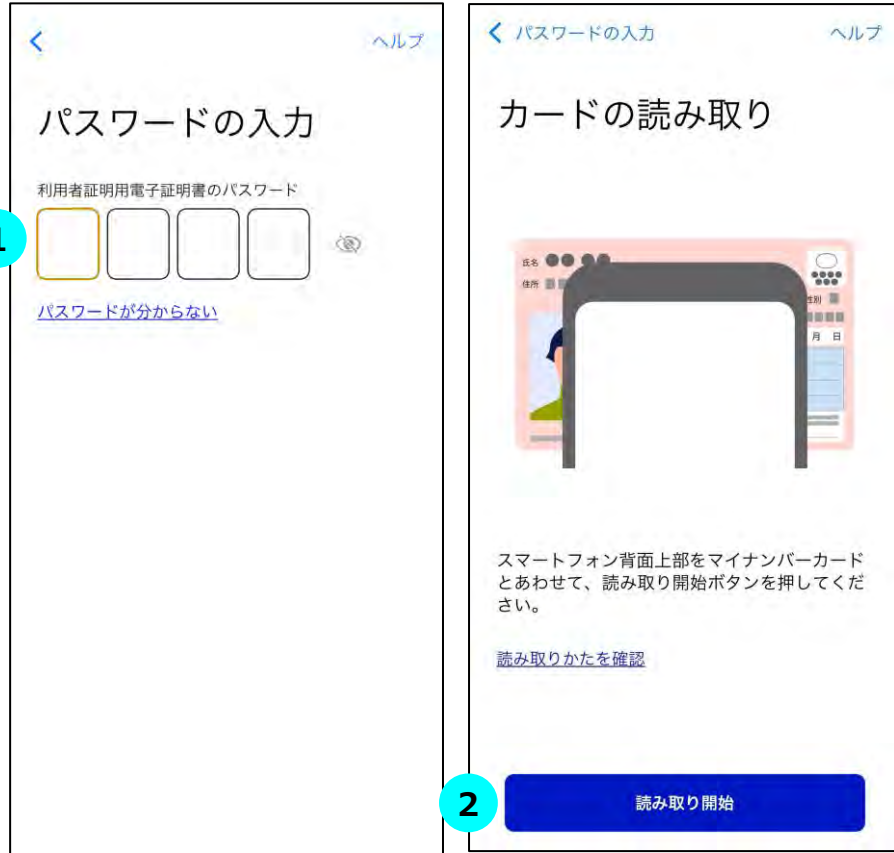 ヘルプ
パスワードの入力
利用者証明用電子証明書のパスワード
1
パスワードが分からない
パスワードの入力
ヘルプ
カードの読み取り
氏名
住所
性別
月 日
スマートフォン背面上部をマイナンバーカード
とあわせて、読み取り開始ボタンを押してくだ
さい。
読み取りかたを確認
2
読み取り開始